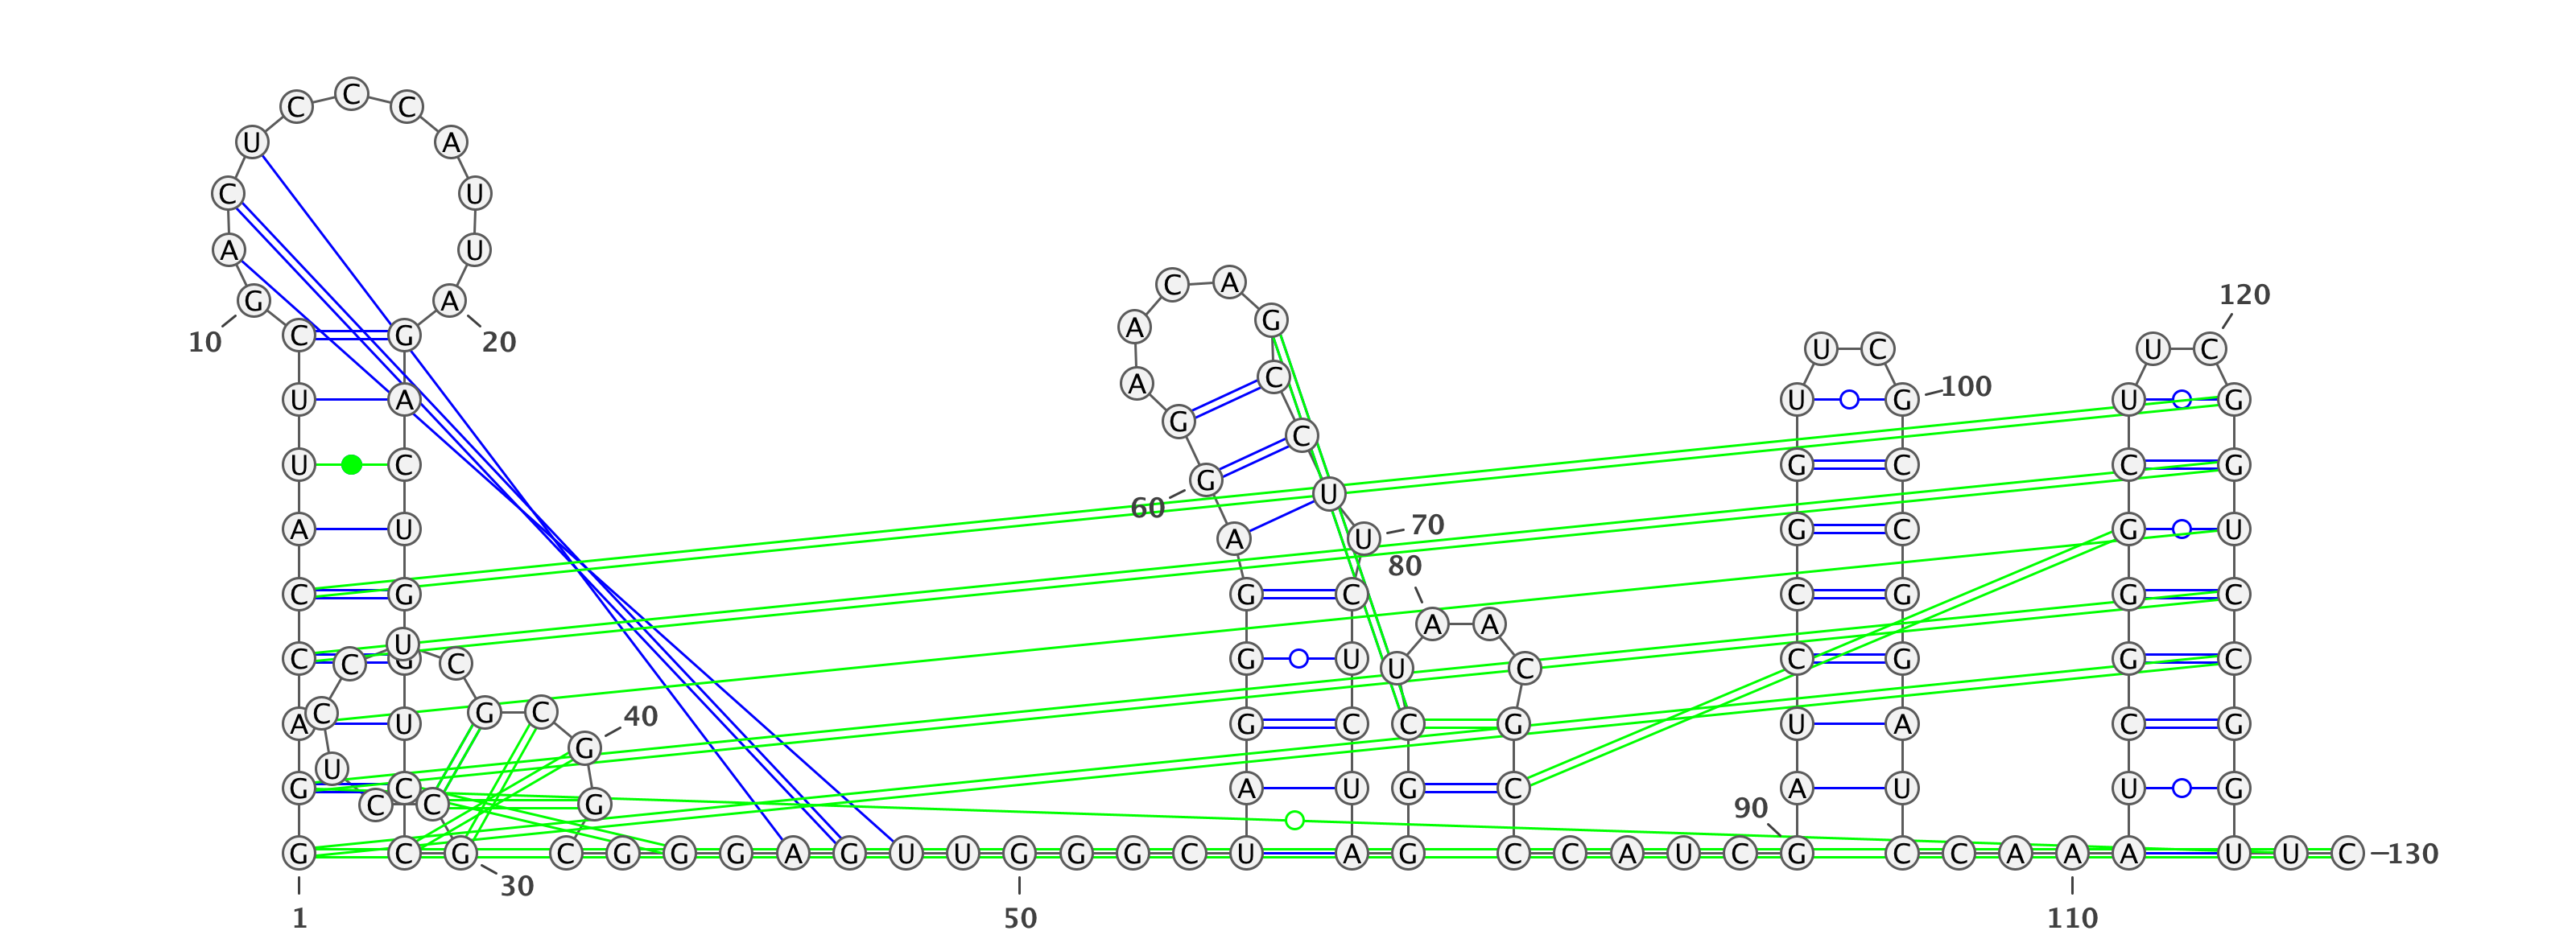 C
C C
U A
C U
A U
C A
120
G A
G
A
C G U C U C
10 20
A C
100
U A U G U G
G C
U C G C C G
G U
60
70
A U A U G C G U
80
C G G C C G G C
A A
U
C C G C G U U C C G G C
40
A C U G C G C C G U A C G
G
U
G C A U G C A U U G
C C G
90
G C G C G G G A G U U G G G C U A G C C A U C G C C A A A U U C 130
30
1 50 110